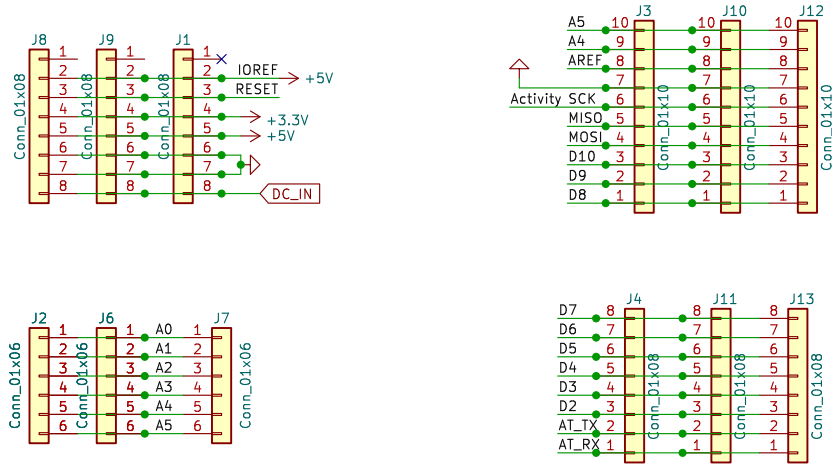 J8 J9 J1
1 1 1
2 2 2 IOREF +5V
3 3 3 RESET
4 4 4 +3.3V
5 5 5 +5V
6 6 6
7 7 7
8 8 8 DC_IN
Conn_01x08 Conn_01x08 Conn_01x08
J3 J10 J12
A5 10 10 10
A4 9 9 9
AREF 8 8 8
7 7 7
Activity SCK 6 6 6
MISO 5 5 5
MOSI 4 4 4
D10 3 3 3
D9 2 2 2
D8 1 1 1
Conn_01x10 Conn_01x10 Conn_01x10
J2 J6 J7
1 1 A0 1
2 2 A1 2
3 3 A2 3
4 4 A3 4
5 5 A4 5
6 6 A5 6
Conn_01x06 Conn_01x06 Conn_01x06
J4 J11 J13
D7 8 8 8
D6 7 7 7
D5 6 6 6
D4 5 5 5
D3 4 4 4
D2 3 3 3
AT_TX 2 2 2
AT_RX 1 1 1
Conn_01x08 Conn_01x08 Conn_01x08